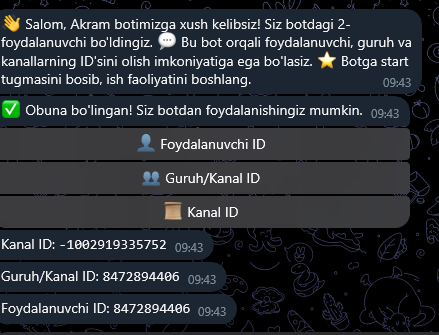 👋 Salom, Akram botimizga xush kelibsiz! Siz botdagi 2-
foydalanuvchi bo'ldingiz. 💬 Bu bot orqali foydalanuvchi, guruh va
kanallarning ID'sini olish imkoniyatiga ega bo'lasiz. ⭐ Botga start
tugmasini bosib, ish faoliyatini boshlang.
09:43
✅ Obuna bo'lingan! Siz botdan foydalanishingiz mumkin. 09:43
👤 Foydalanuvchi ID
👥 Guruh/Kanal ID
📜 Kanal ID
Kanal ID: -1002919335752 09:43
Guruh/Kanal ID: 8472894406 09:43
Foydalanuvchi ID: 8472894406 09:43